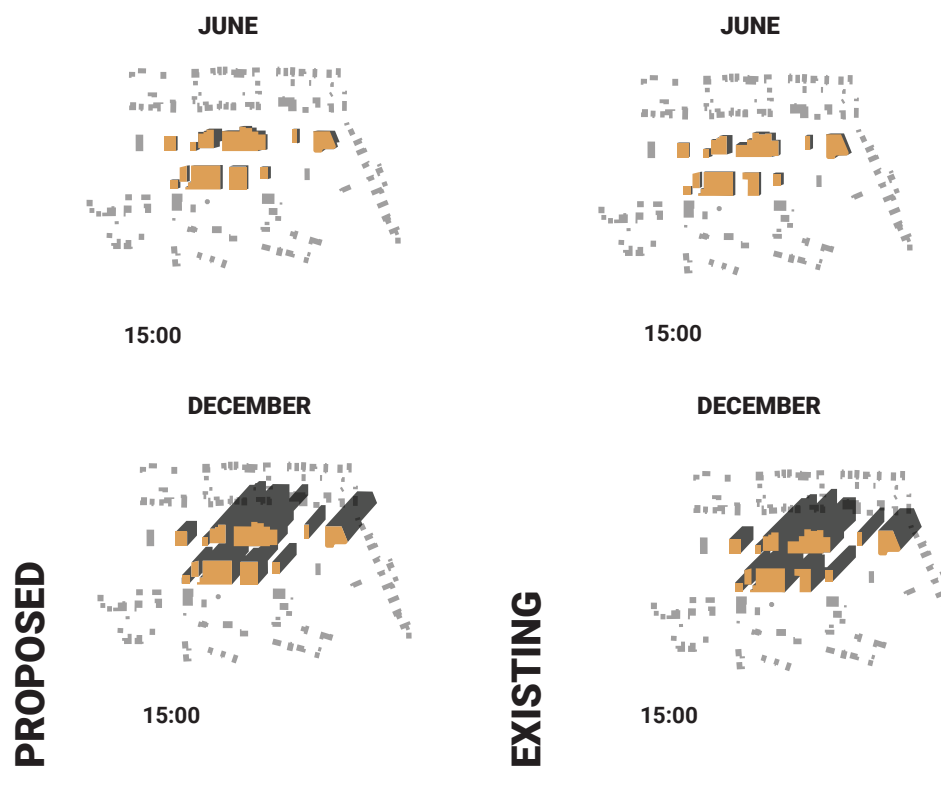 JUNE
JUNE
15:00
15:00
DECEMBER
DECEMBER
PROPOSED
EXISTING
15:00
15:00